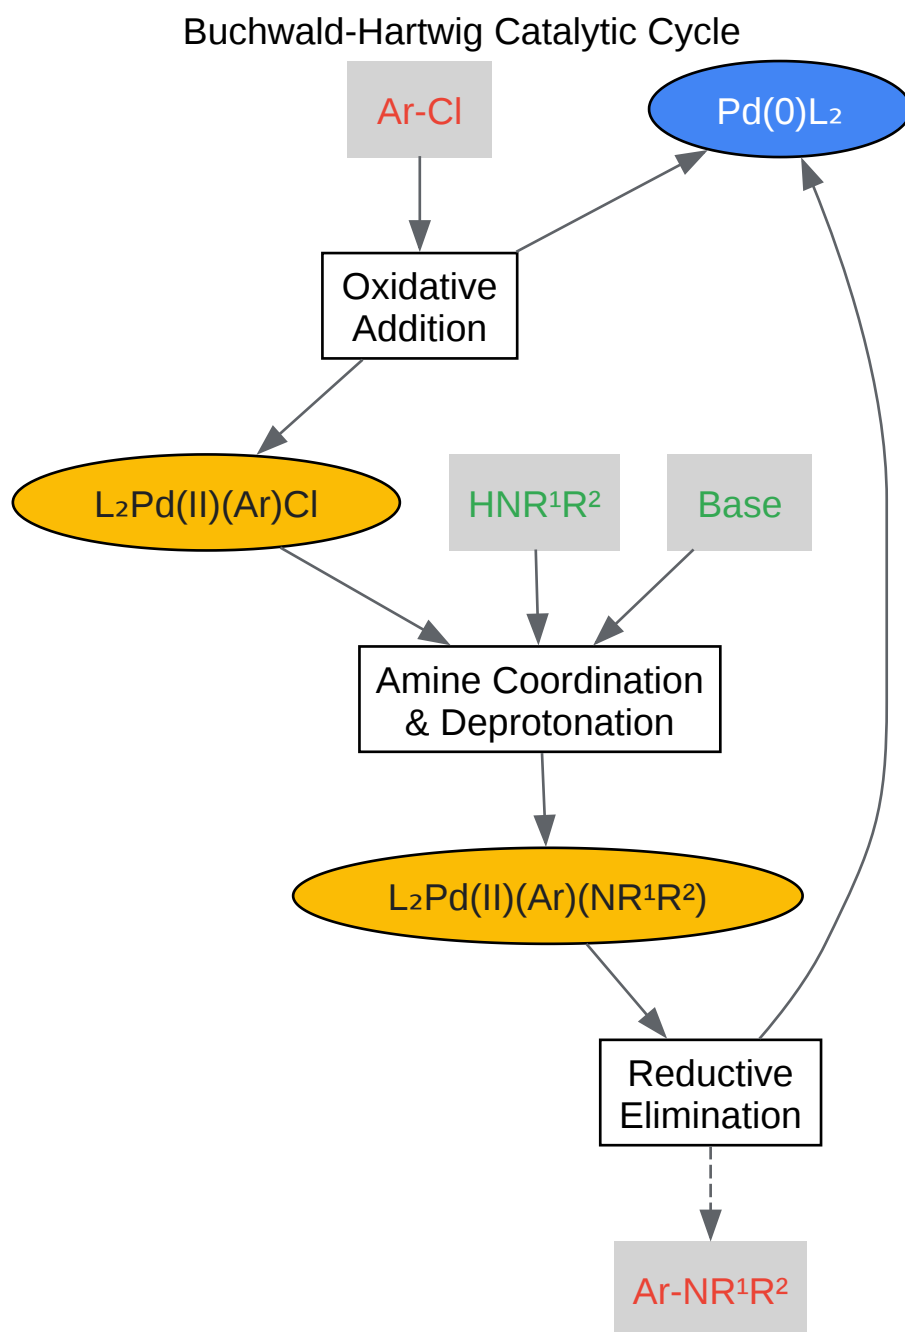 Buchwald-Hartwig Catalytic Cycle
Ar-Cl
Pd(0)L₂
Oxidative
Addition
L₂Pd(II)(Ar)Cl
HNR¹R²
Base
Amine Coordination
& Deprotonation
L₂Pd(II)(Ar)(NR¹R²)
Reductive
Elimination
Ar-NR¹R²